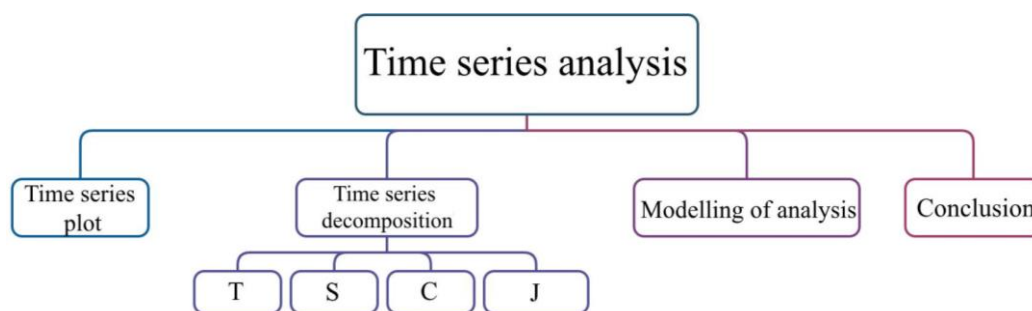 Time series analysis
Time series
plot
Time series
decomposition
Modelling of analysis
Conclusion
T
S
C
J